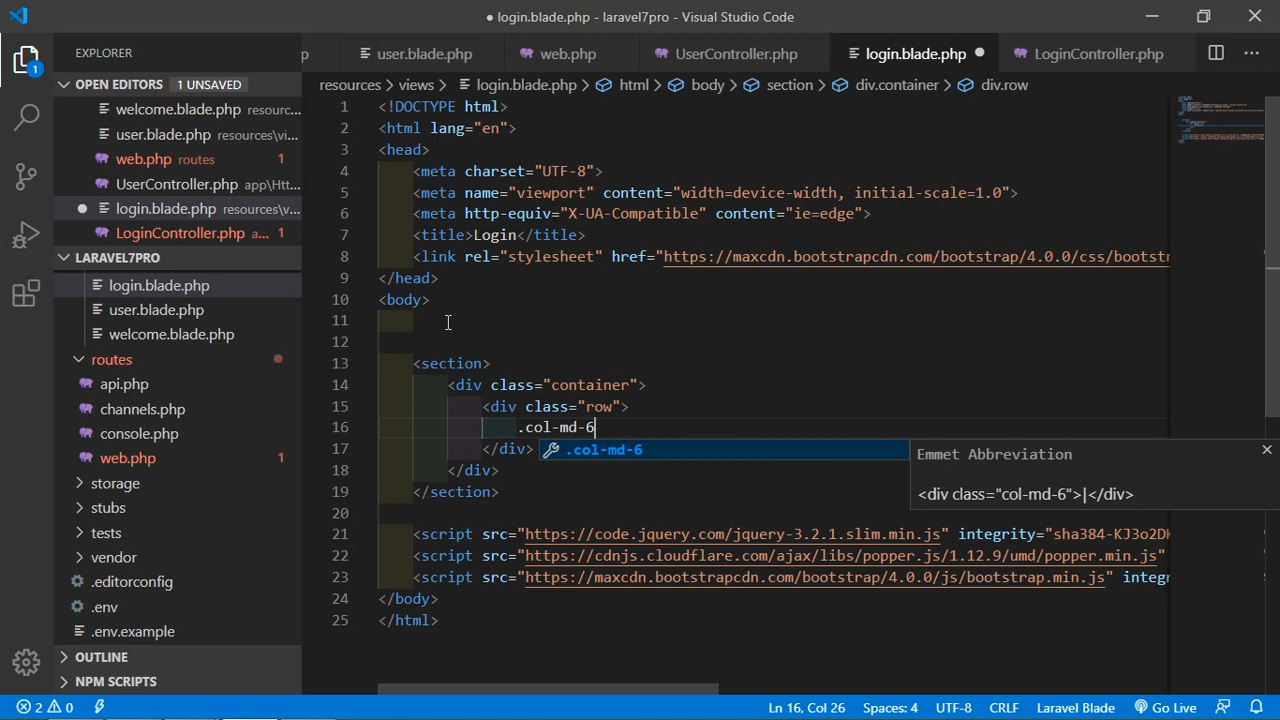 ● login.blade.php - laravel7pro - Visual Studio Code
EXPLORER
p
user.blade.php
web.php
UserController.php
login.blade.php ●
LoginController.php
OPEN EDITORS 1 UNSAVED
welcome.blade.php resourc...
user.blade.php resources\vi...
web.php routes 1
UserController.php app\Htt...
● login.blade.php resources\v...
LoginController.php a... 1
LARAVEL7PRO
login.blade.php
user.blade.php
welcome.blade.php
routes
api.php
channels.php
console.php
web.php 1
storage
stubs
tests
vendor
.editorconfig
.env
.env.example
OUTLINE
NPM SCRIPTS
1
resources > views > login.blade.php > html > body > section > div.container > div.row
1 <!DOCTYPE html>
2 <html lang="en">
3 <head>
4 <meta charset="UTF-8">
5 <meta name="viewport" content="width=device-width, initial-scale=1.0">
6 <meta http-equiv="X-UA-Compatible" content="ie=edge">
7 <title>Login</title>
8 <link rel="stylesheet" href="https://maxcdn.bootstrapcdn.com/bootstrap/4.0.0/css/bootst
9 </head>
10 <body>
11
12
13 <section>
14 <div class="container">
15 <div class="row">
16 .col-md-6
17 </div>
.col-md-6
Emmet Abbreviation
<div class="col-md-6">|</div>
18 </div>
19 </section>
20
21 <script src="https://code.jquery.com/jquery-3.2.1.slim.min.js" integrity="sha384-KJ3o2DK
22 <script src="https://cdnjs.cloudflare.com/ajax/libs/popper.js/1.12.9/umd/popper.min.js"
23 <script src="https://maxcdn.bootstrapcdn.com/bootstrap/4.0.0/js/bootstrap.min.js" integ
24 </body>
25 </html>
2 0
Ln 16, Col 26
Spaces: 4
UTF-8
CRLF
Laravel Blade
Go Live